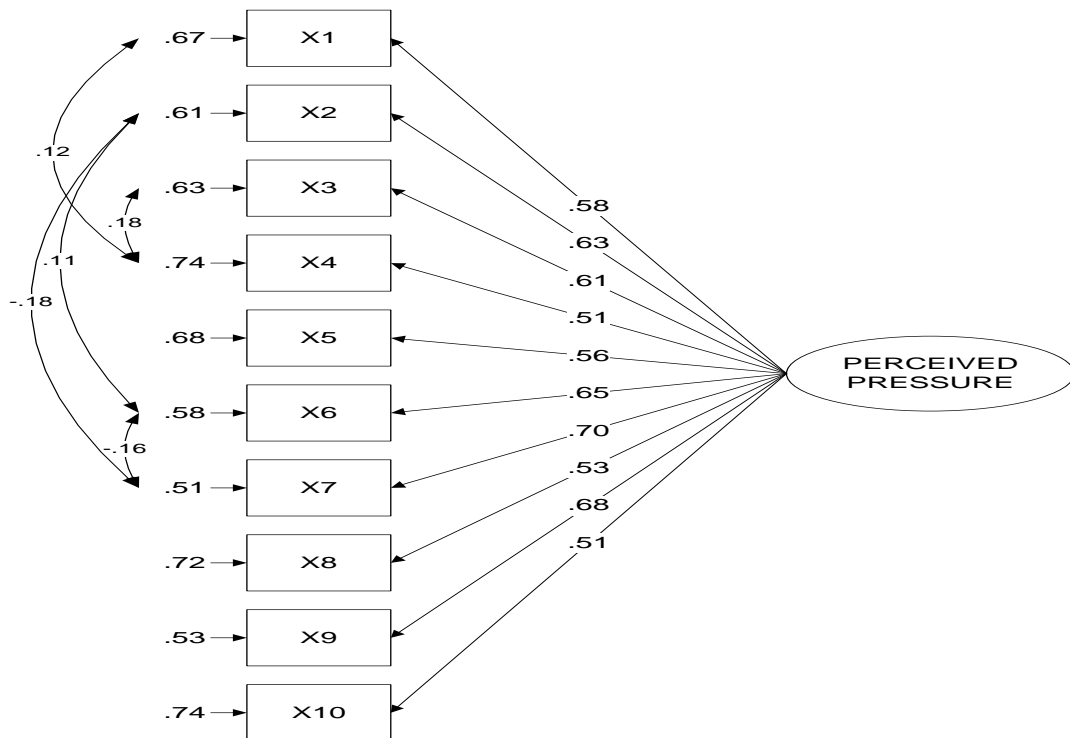 .67 X1
.61 X2
.12
.63 X3
.18
.58
.63
.74 X4
.11
.61
-.18
.51
.68 X5
.56
PERCEIVED
PRESSURE
.65
.58 X6
.70
-.16
.53
.51 X7
.68
.51
.72 X8
.53 X9
.74 X10